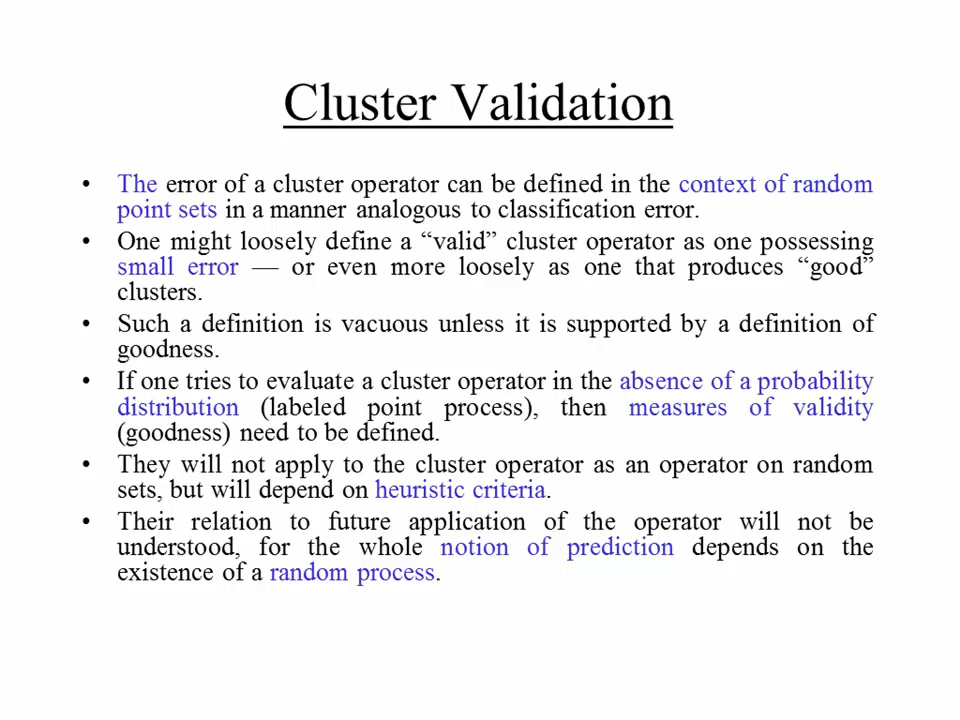 Cluster Validation
• The error of a cluster operator can be defined in the context of random
point sets in a manner analogous to classification error.
• One might loosely define a “valid” cluster operator as one possessing
small error — or even more loosely as one that produces “good”
clusters.
• Such a definition is vacuous unless it is supported by a definition of
goodness.
• If one tries to evaluate a cluster operator in the absence of a probability
distribution (labeled point process), then measures of validity
(goodness) need to be defined.
• They will not apply to the cluster operator as an operator on random
sets, but will depend on heuristic criteria.
• Their relation to future application of the operator will not be
understood, for the whole notion of prediction depends on the
existence of a random process.